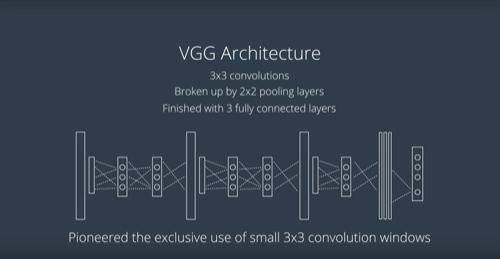 VGG Architecture
3x3 convolutions
Broken up by 2x2 pooling layers
Finished with 3 fully connected layers
Pioneered the exclusive use of small 3x3 convolution windows